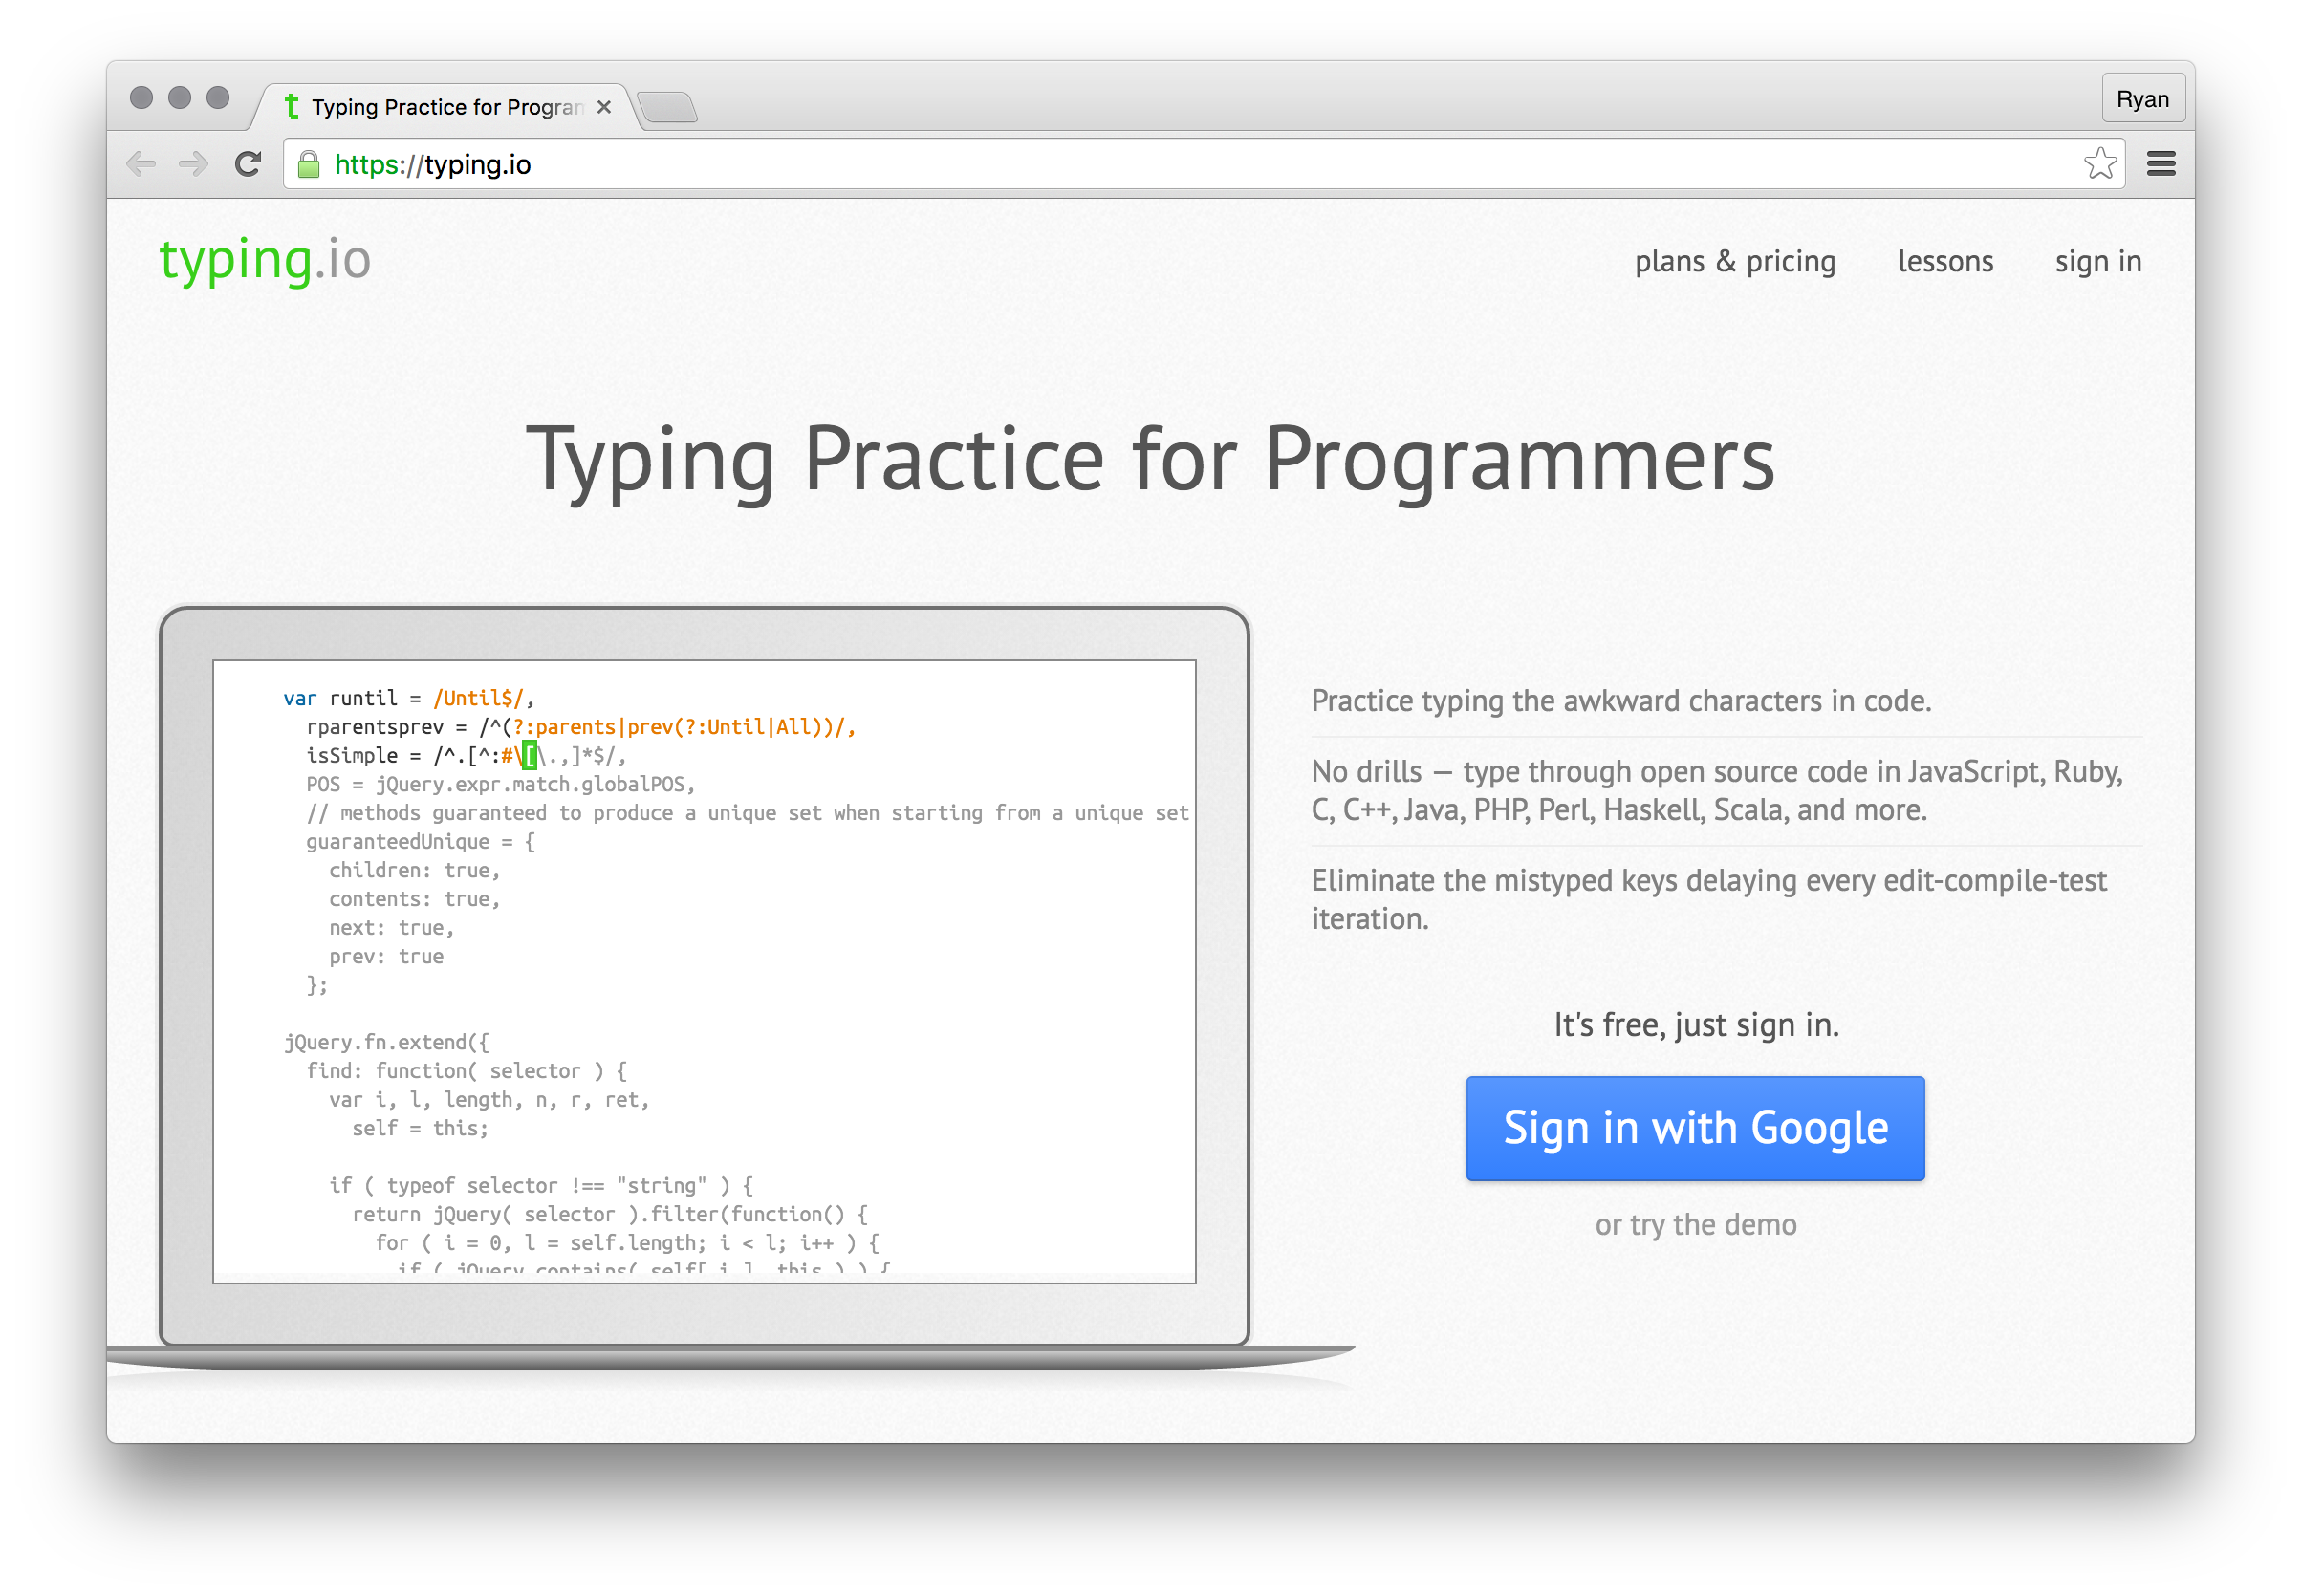 Typing Practice for Program
Ryan
https://typing.io
typing.io
plans & pricing
lessons
sign in
Typing Practice for Programmers
var runtil = /Until$/,
rparentsprev = /^(?:parents|prev(?:Until|All))/,
isSimple = /^.[^:#\[\.,]*$/,
POS = jQuery.expr.match.globalPOS,
// methods guaranteed to produce a unique set when starting from a unique set
guaranteedUnique = {
children: true,
contents: true,
next: true,
prev: true
};
jQuery.fn.extend({
find: function( selector ) {
var i, l, length, n, r, ret,
self = this;
if ( typeof selector !== "string" ) {
return jQuery( selector ).filter(function() {
for ( i = 0, l = self.length; i < l; i++ ) {
if ( jQuery.contains( self[ i ], this ) ) {
Practice typing the awkward characters in code.
No drills — type through open source code in JavaScript, Ruby,
C, C++, Java, PHP, Perl, Haskell, Scala, and more.
Eliminate the mistyped keys delaying every edit-compile-test
iteration.
It's free, just sign in.
Sign in with Google
or try the demo